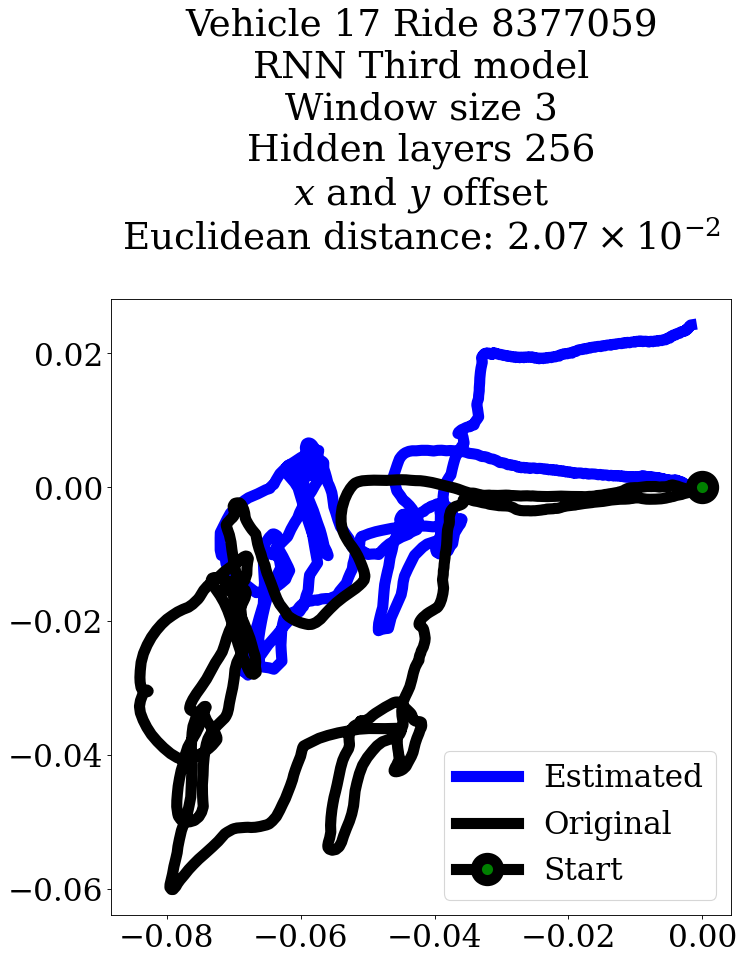 Vehicle 17 Ride 8377059
RNN Third model
Window size 3
Hidden layers 256
x and y offset
Euclidean distance: 2.07 × 10⁻²
0.02
0.00
−0.02
−0.04
−0.06
Estimated
Original
Start
−0.08 −0.06 −0.04 −0.02 0.00